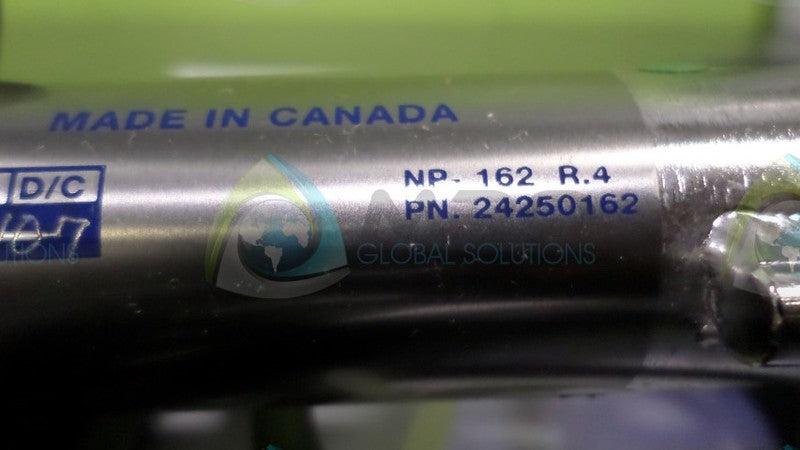 MADE IN CANADA
D/C
NP- 162 R.4
PN. 24250162
GLOBAL SOLUTIONS